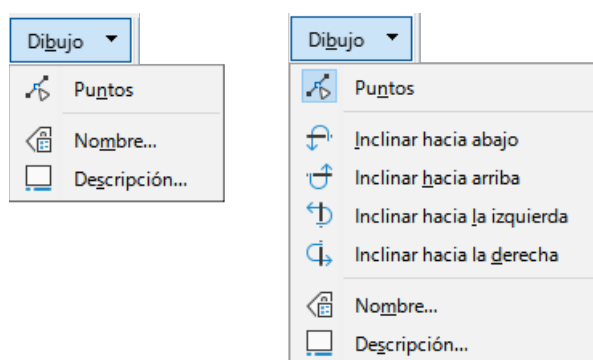 Dibujo
Puntos
Nombre...
Descripción...
Dibujo
Puntos
Inclinar hacia abajo
Inclinar hacia arriba
Inclinar hacia la izquierda
Inclinar hacia la derecha
Nombre...
Descripción...